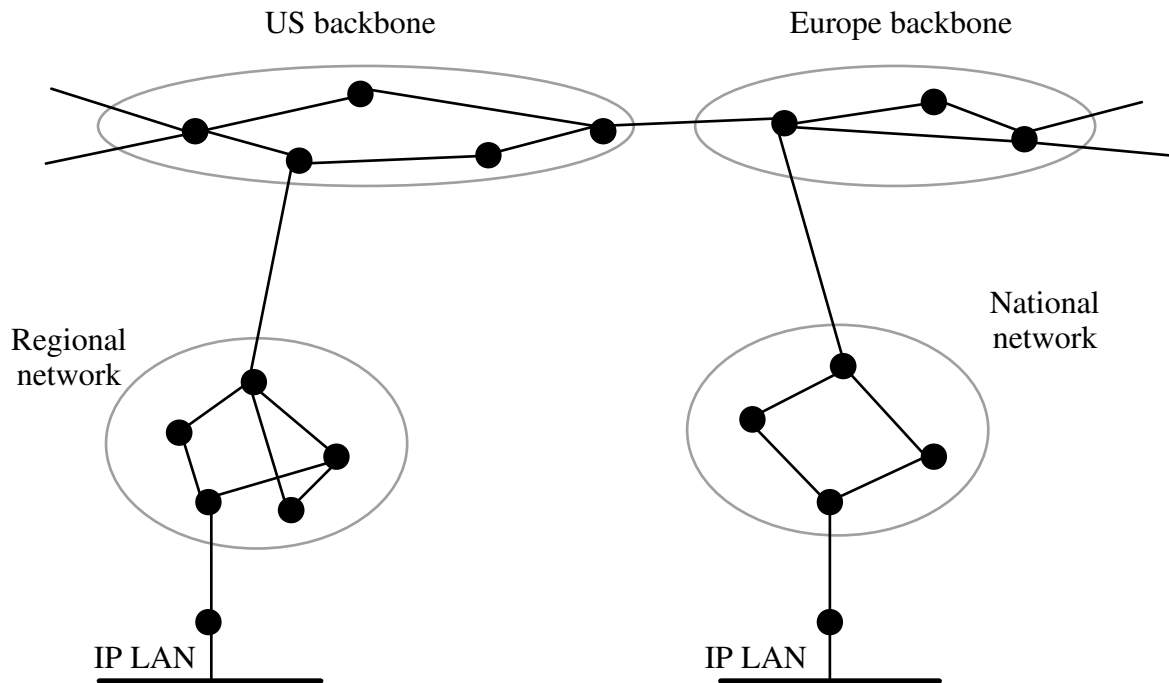 US backbone
Europe backbone
Regional
network
National
network
IP LAN
IP LAN